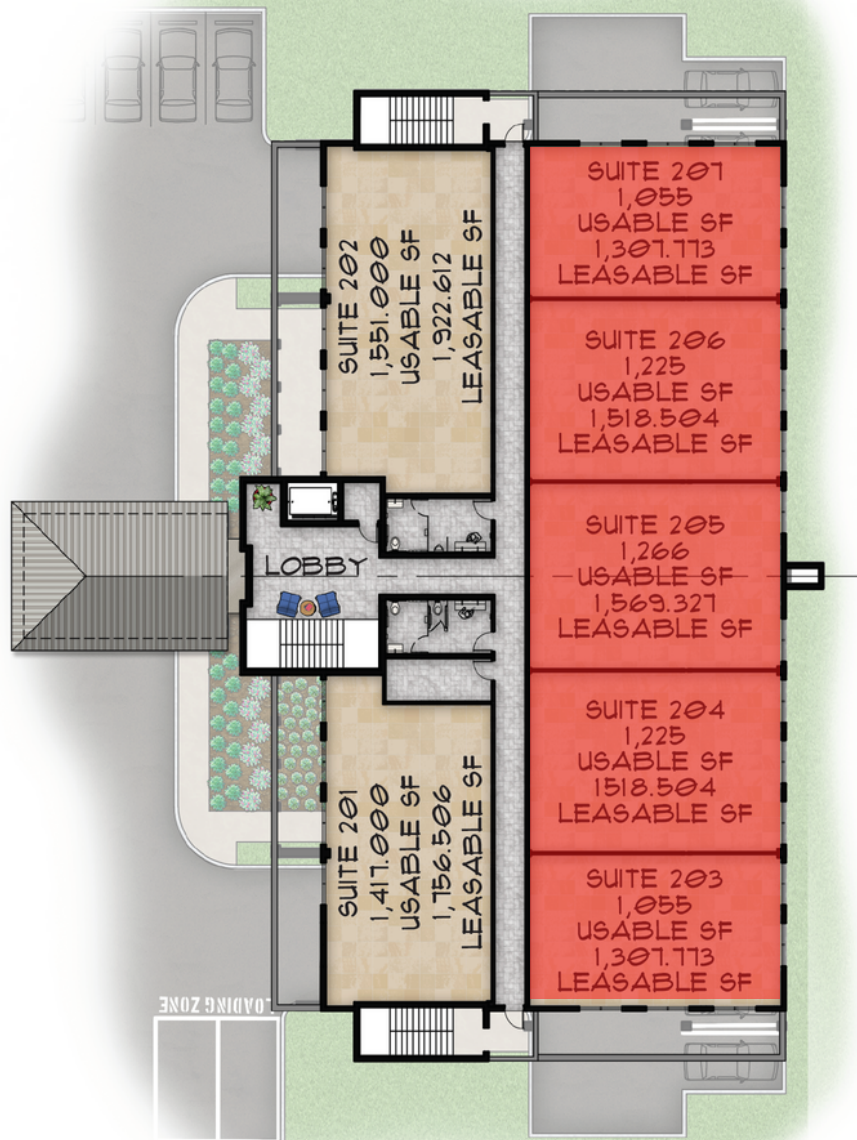 SUITE 207
1,055
USABLE SF
1,307.773
LEASABLE SF
SUITE 202
1,551.000
USABLE SF
1,922.612
LEASABLE SF
SUITE 206
1,225
USABLE SF
1,518.504
LEASABLE SF
SUITE 205
1,266
USABLE SF
1,569.327
LEASABLE SF
LOBBY
SUITE 204
1,225
USABLE SF
1518.504
LEASABLE SF
SUITE 201
1,417.000
USABLE SF
1,756.506
LEASABLE SF
SUITE 203
1,055
USABLE SF
1,307.773
LEASABLE SF
LOADING ZONE